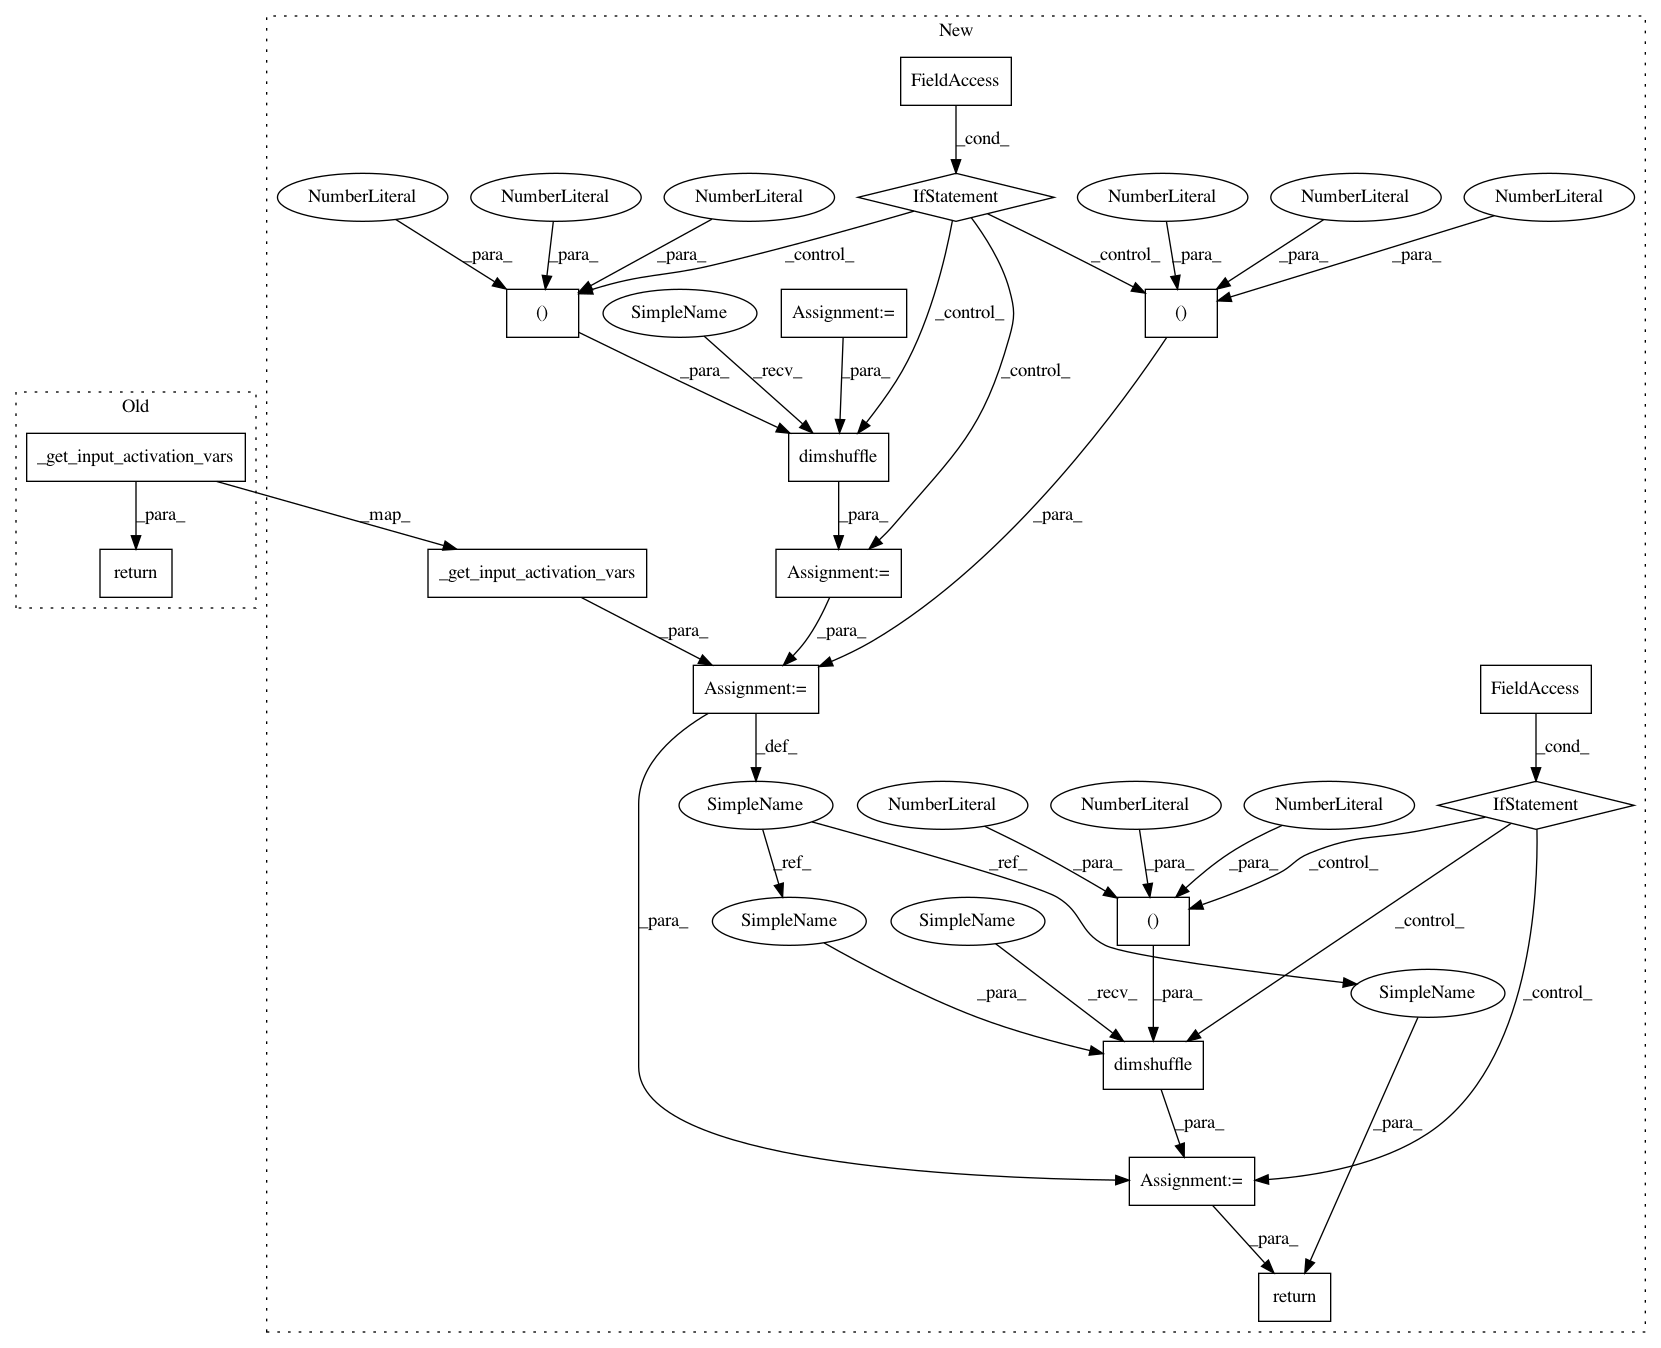 New
FieldAccess
_cond_
NumberLiteral NumberLiteral NumberLiteral IfStatement NumberLiteral NumberLiteral NumberLiteral
_para_ _para_ _para_ _control_ _control_ _para_ _para_ _para_
() SimpleName Assignment:= _control_ ()
_para_ _recv_ _para_ _control_
Old
_get_input_activation_vars dimshuffle
_para_ _map_ _para_ _para_
return _get_input_activation_vars Assignment:=
_para_ _para_
Assignment:= FieldAccess
_def_ _cond_
SimpleName NumberLiteral NumberLiteral NumberLiteral IfStatement
_ref_ _ref_ _para_ _para_ _para_ _control_
_para_ SimpleName SimpleName () _control_
_para_ _recv_ _para_ SimpleName _control_
dimshuffle
_para_ _para_
Assignment:=
_para_
return